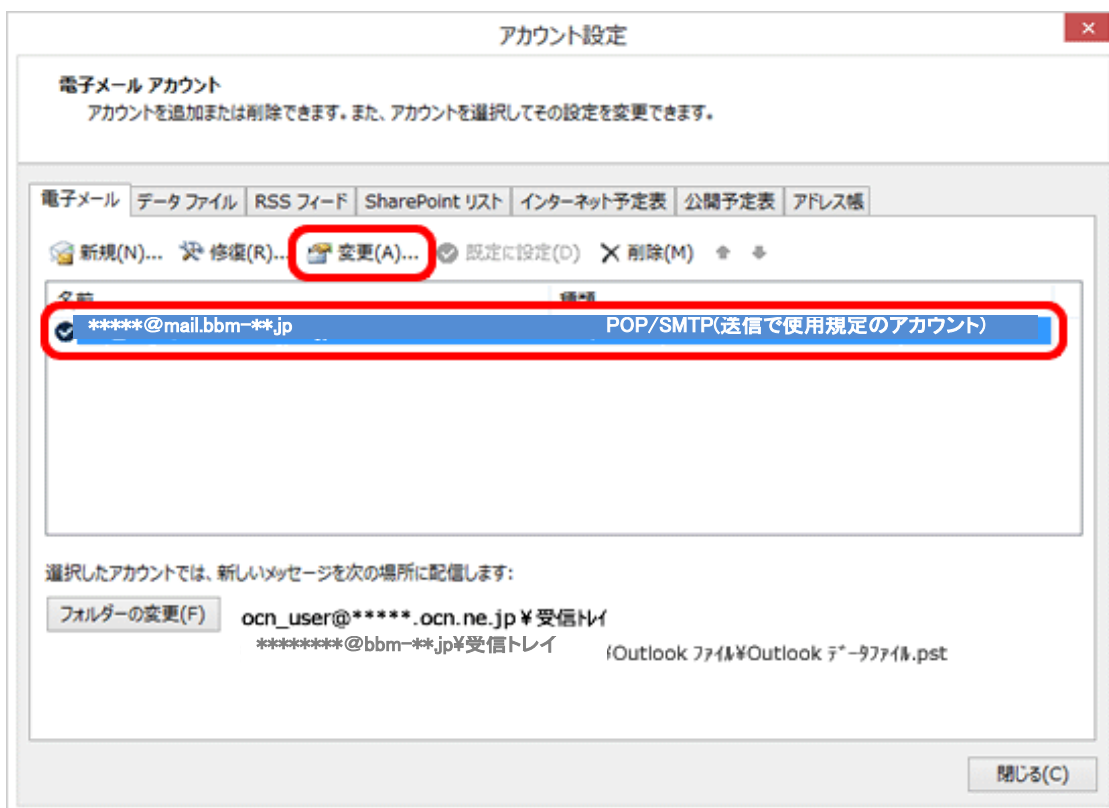 アカウント設定
電子メール アカウント
アカウントを追加または削除できます。また、アカウントを選択してその設定を変更できます。
電子メール データ ファイル RSS フィード SharePoint リスト インターネット予定表 公開予定表 アドレス帳
新規(N)... 修復(R)... 変更(A)... 既定に設定(D) 削除(M)
名前 種類
*****@mail.bbm-**.jp POP/SMTP(送信で使用規定のアカウント)
選択したアカウントでは、新しいメッセージを次の場所に配信します:
フォルダーの変更(F) ocn_user@*****.ocn.ne.jp¥受信トレイ
********@bbm-**.jp¥受信トレイ
Outlook ファイル¥Outlook データファイル.pst
閉じる(C)